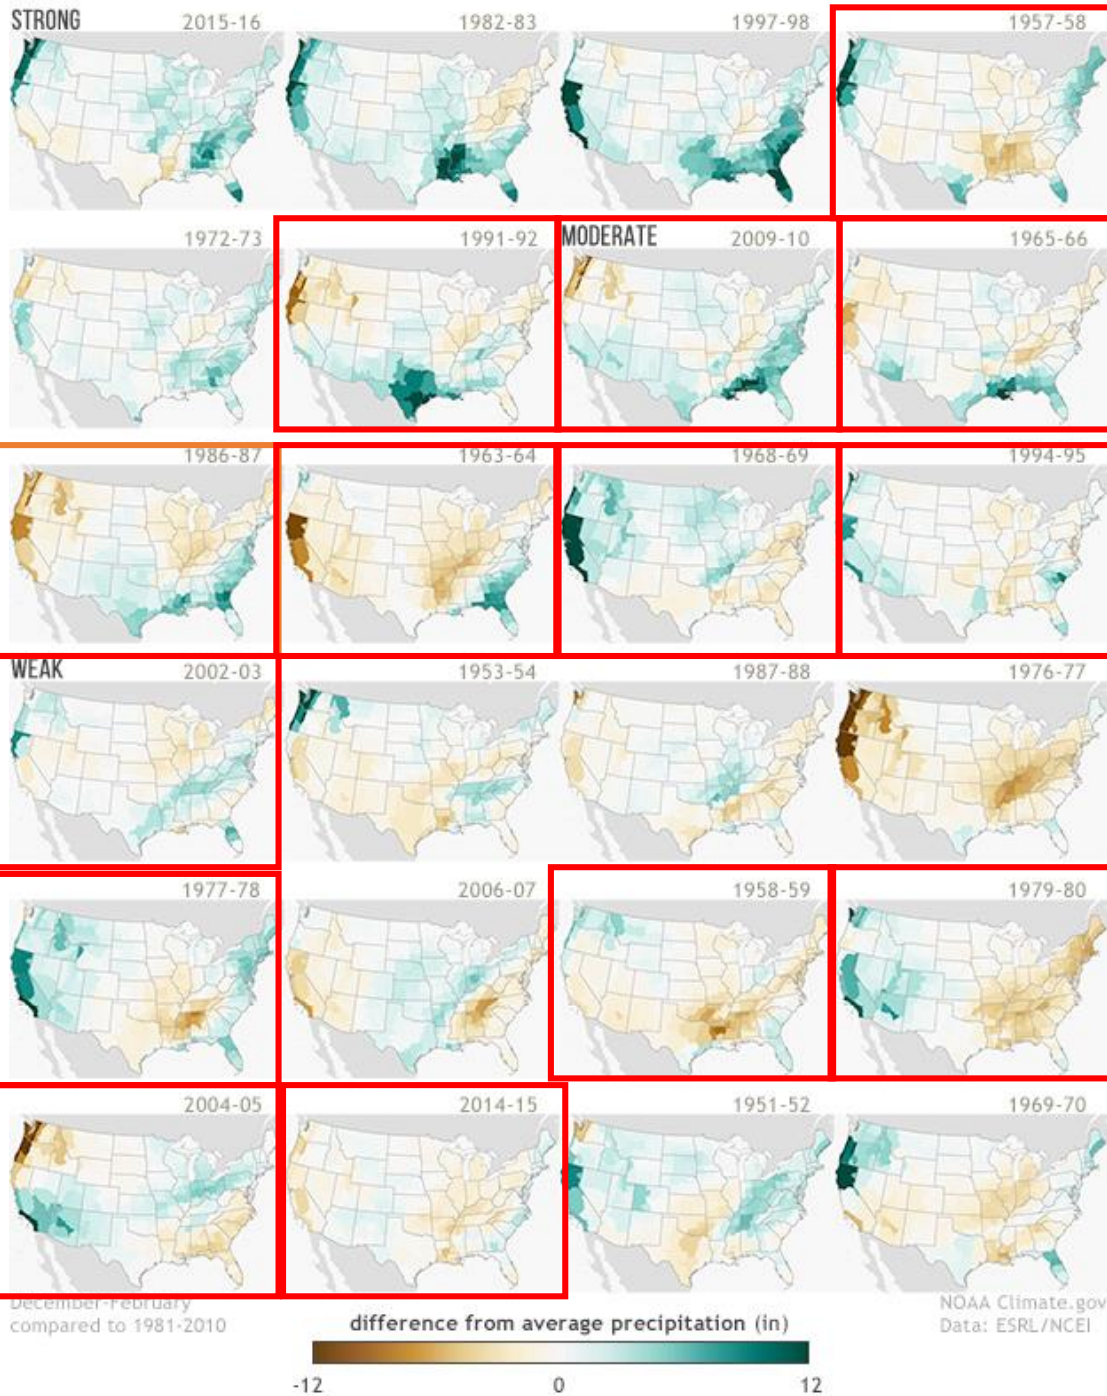 STRONG 2015-16 1982-83 1997-98 1957-58
1972-73 1991-92 MODERATE 2009-10 1965-66
1986-87 1963-64 1968-69 1994-95
WEAK 2002-03 1953-54 1987-88 1976-77
1977-78 2006-07 1958-59 1979-80
2004-05 2014-15 1951-52 1969-70
December-February
compared to 1981-2010
difference from average precipitation (in)
NOAA Climate.gov
Data: ESRL/NCEI
-12 0 12